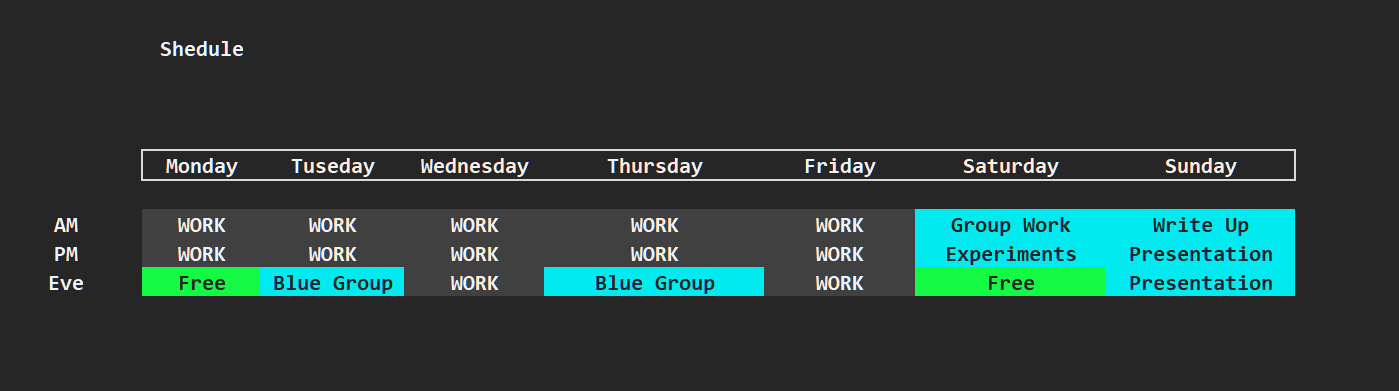 Shedule
Monday Tuseday Wednesday Thursday Friday Saturday Sunday
AM WORK WORK WORK WORK WORK Group Work Write Up
PM WORK WORK WORK WORK WORK Experiments Presentation
Eve Free Blue Group WORK Blue Group WORK Free Presentation